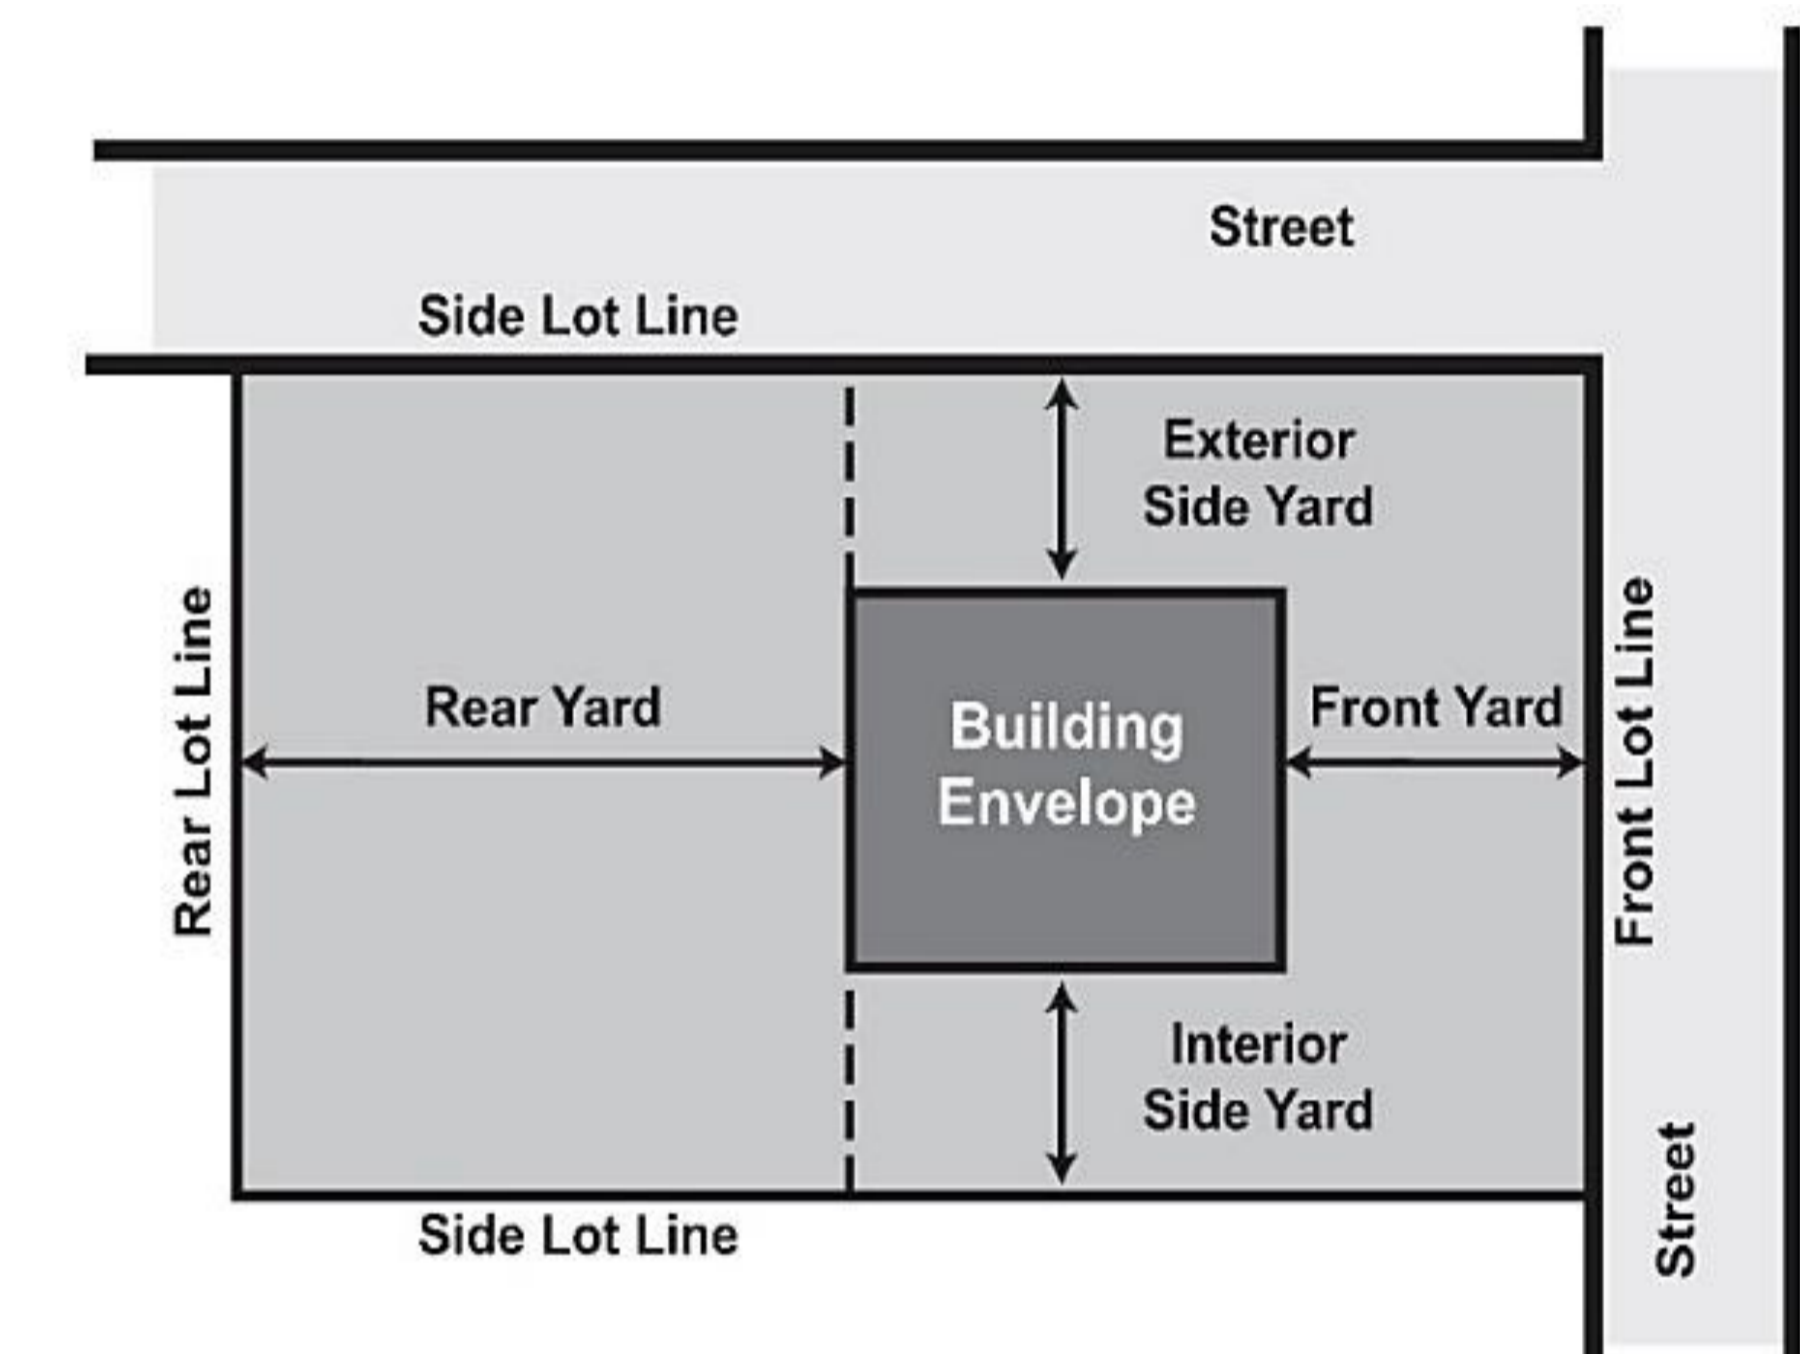 Street
Side Lot Line
Exterior
Side Yard
Rear Lot Line
Rear Yard
Building
Envelope
Front Yard
Front Lot Line
Interior
Side Yard
Street
Side Lot Line